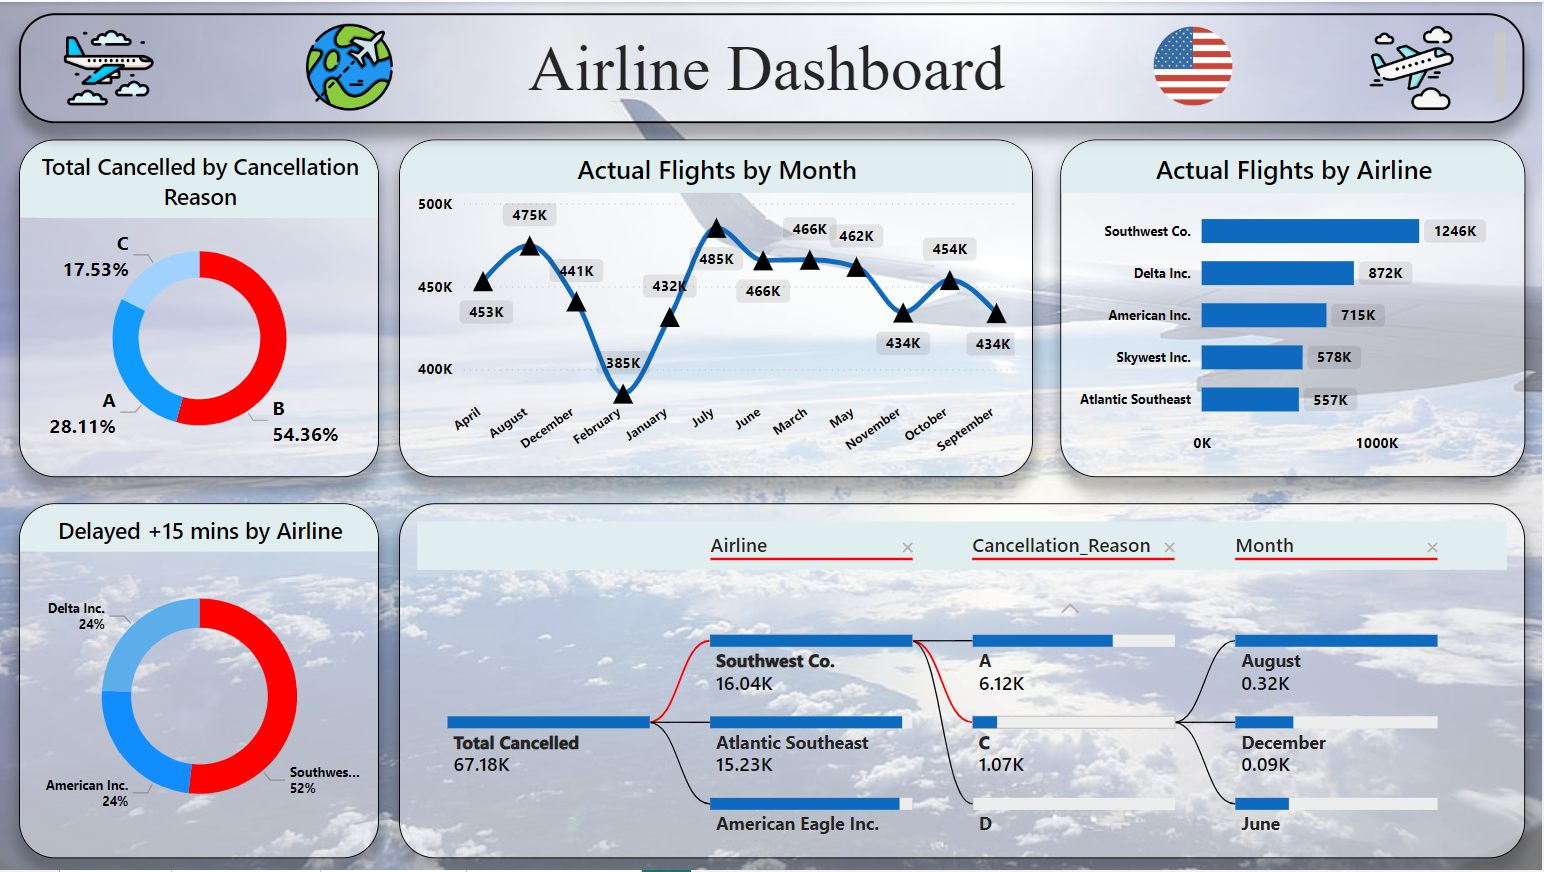 Airline Dashboard
Total Cancelled by Cancellation
Reason
C
17.53%
A
28.11%
B
54.36%
Actual Flights by Month
500K
450K
400K
453K
475K
441K
385K
432K
485K
466K
466K
462K
434K
454K
434K
April
August
December
February
January
July
June
March
May
November
October
September
Actual Flights by Airline
Southwest Co.
1246K
Delta Inc.
872K
American Inc.
715K
Skywest Inc.
578K
Atlantic Southeast
557K
0K
1000K
Delayed +15 mins by Airline
Delta Inc.
24%
American Inc.
24%
Southwes...
52%
Airline
Cancellation_Reason
Month
Total Cancelled
67.18K
Southwest Co.
16.04K
Atlantic Southeast
15.23K
American Eagle Inc.
A
6.12K
C
1.07K
D
August
0.32K
December
0.09K
June